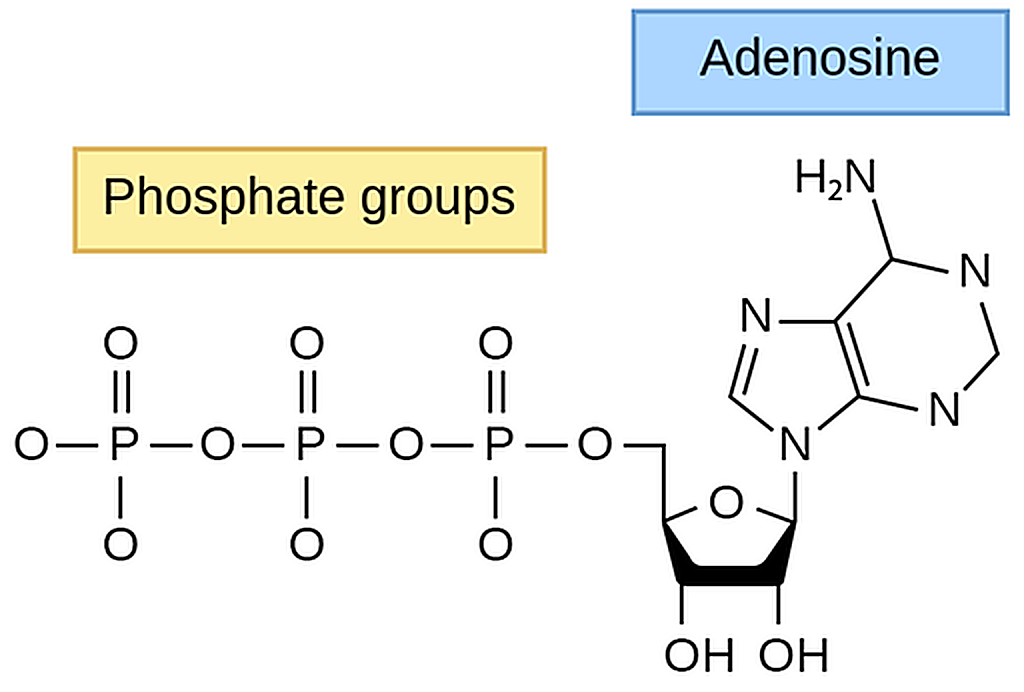 Adenosine
Phosphate groups
H₂N
N
N
O O O
N
O P O P O P O
N
O
O O O
OH OH